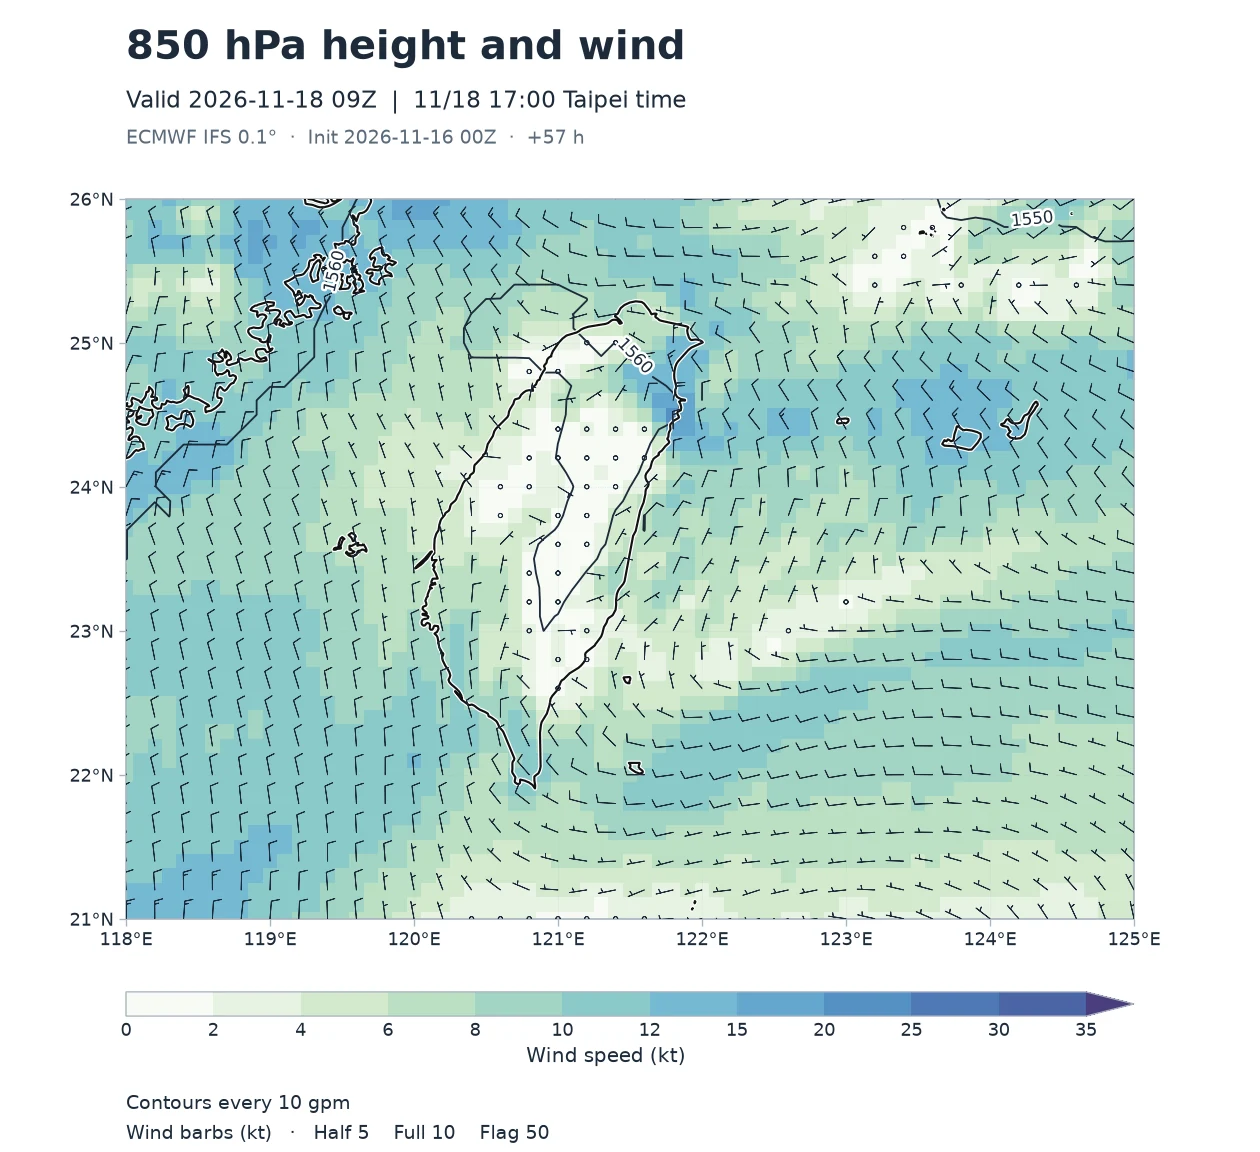 850 hPa height and wind
Valid 2026-11-18 09Z | 11/18 17:00 Taipei time
ECMWF IFS 0.1° · Init 2026-11-16 00Z · +57 h
26°N
25°N
24°N
23°N
22°N
21°N
1560
1560
1550
118°E 119°E 120°E 121°E 122°E 123°E 124°E 125°E
0 2 4 6 8 10 12 15 20 25 30 35
Wind speed (kt)
Contours every 10 gpm
Wind barbs (kt) · Half 5 Full 10 Flag 50